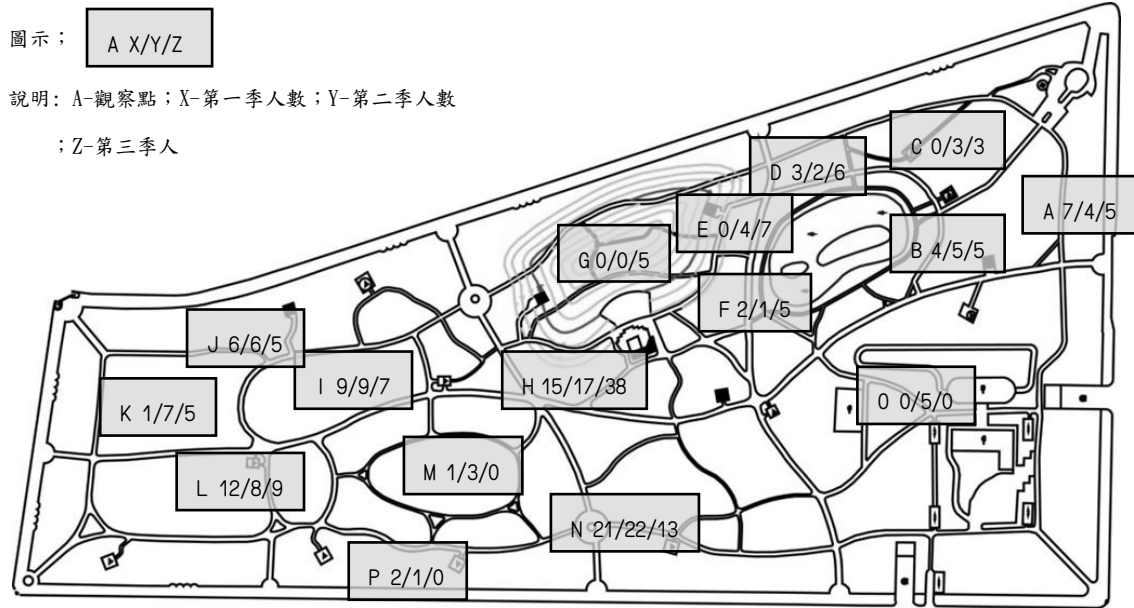 圖示；
A X/Y/Z
說明: A-觀察點；X-第一季人數；Y-第二季人數
；Z-第三季人
C 0/3/3
D 3/2/6
A 7/4/5
E 0/4/7
B 4/5/5
G 0/0/5
F 2/1/5
J 6/6/5
I 9/9/7
H 15/17/38
O 0/5/0
K 1/7/5
M 1/3/0
L 12/8/9
N 21/22/13
P 2/1/0